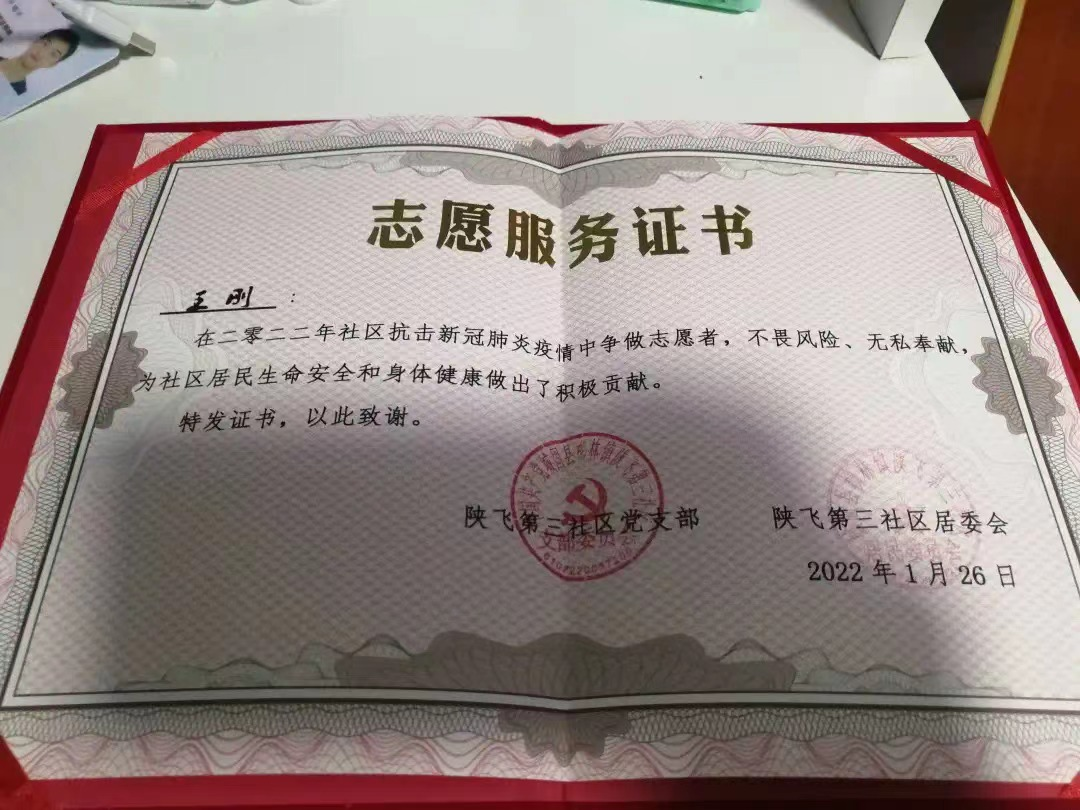 志愿服务证书
王刚：
在二零二二年社区抗击新冠肺炎疫情中争做志愿者，不畏风险、无私奉献，
为社区居民生命安全和身体健康做出了积极贡献。
特发证书，以此致谢。
陕飞第三社区党支部
陕飞第三社区居委会
2022年1月26日
支部委员会